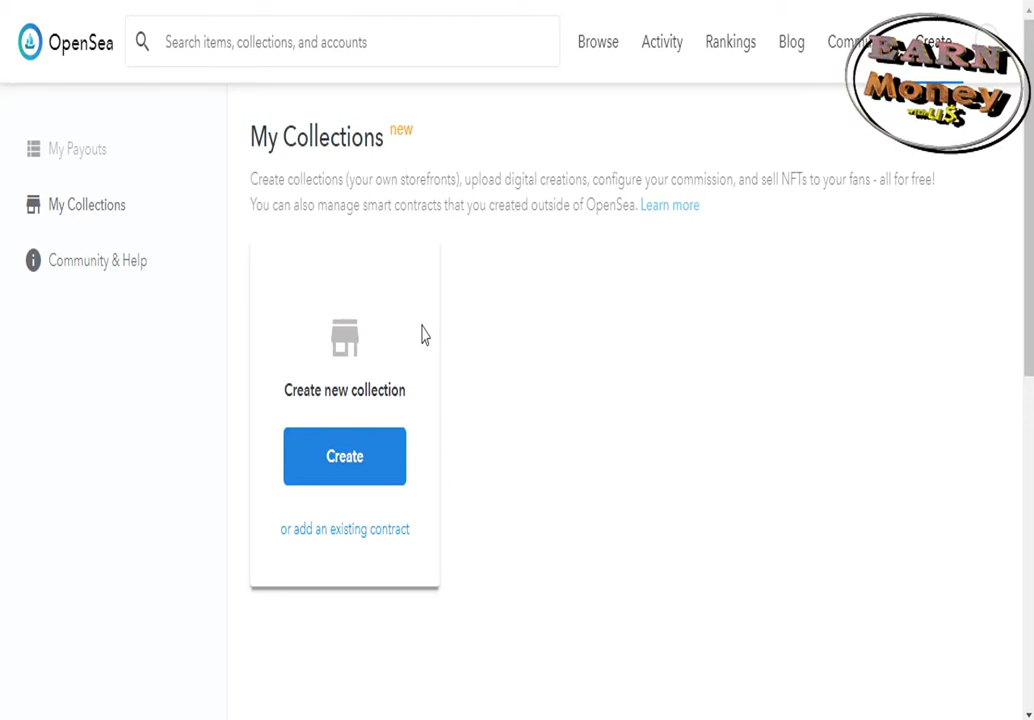 OpenSea
Search items, collections, and accounts
Browse
Activity
Rankings
Blog
Create
EARN
Money
with US
My Payouts
My Collections
Community & Help
My Collections new
Create collections (your own storefronts), upload digital creations, configure your commission, and sell NFTs to your fans - all for free!
You can also manage smart contracts that you created outside of OpenSea. Learn more
Create new collection
Create
or add an existing contract